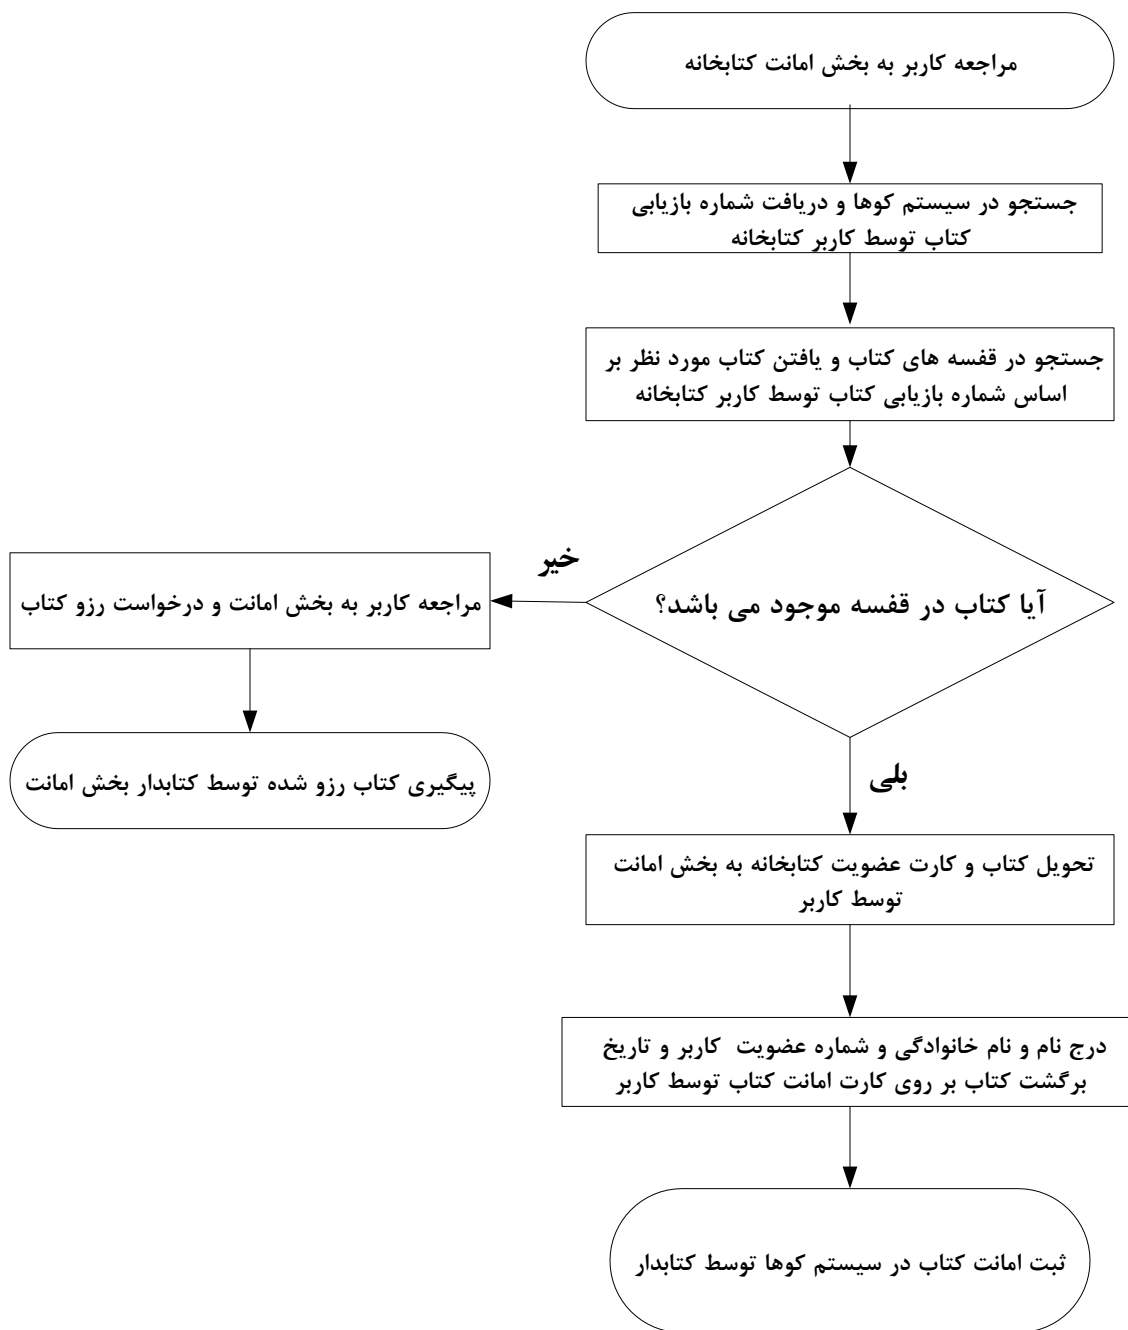 مراجعه کاربر به بخش امانت کتابخانه
جستجو در سیستم کوها و دریافت شماره بازیابی
کتاب توسط کاربر کتابخانه
جستجو در قفسه های کتاب و یافتن کتاب مورد نظر بر
اساس شماره بازیابی کتاب توسط کاربر کتابخانه
آیا کتاب در قفسه موجود می باشد؟
خیر
مراجعه کاربر به بخش امانت و درخواست رزو کتاب
پیگیری کتاب رزو شده توسط کتابدار بخش امانت
بلی
تحویل کتاب و کارت عضویت کتابخانه به بخش امانت
توسط کاربر
درج نام و نام خانوادگی و شماره عضویت کاربر و تاریخ
برگشت کتاب بر روی کارت امانت کتاب توسط کاربر
ثبت امانت کتاب در سیستم کوها توسط کتابدار